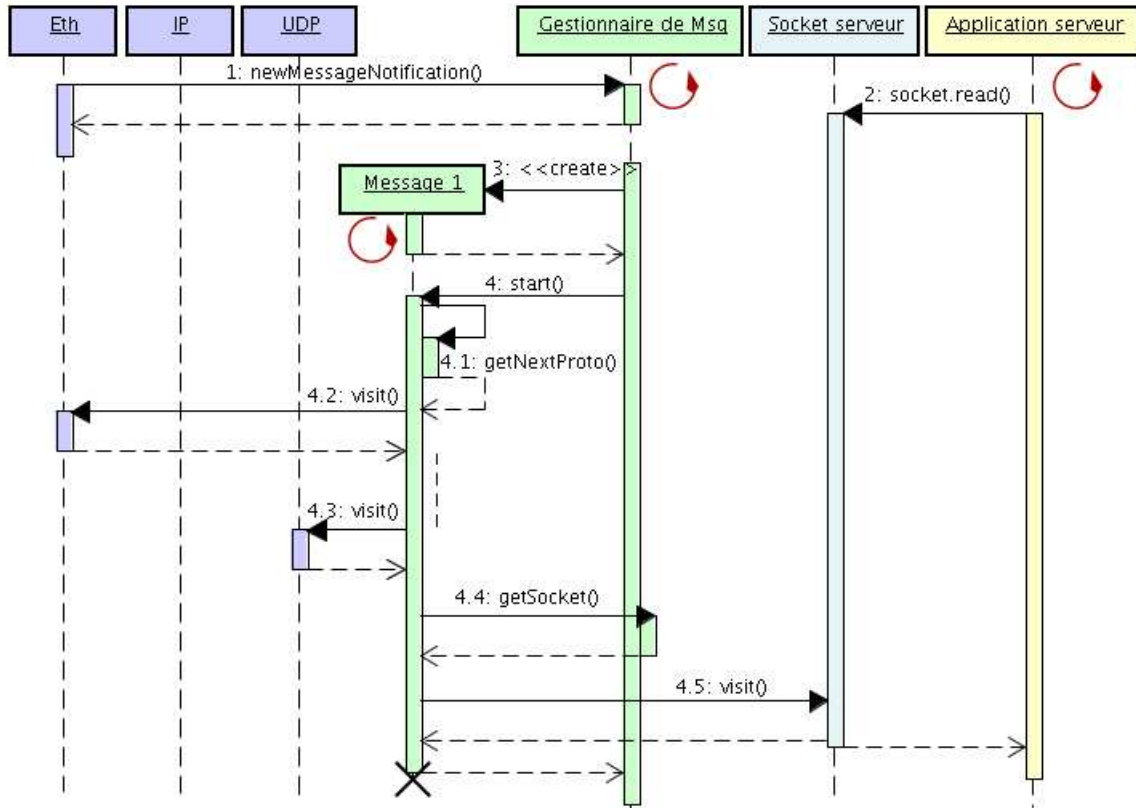 Eth
IP
UDP
Gestionnaire de Msg
Socket serveur
Application serveur
1: newMessageNotification()
2: socket.read()
3: <<create>>
Message 1
4: start()
4.1: getNextProto()
4.2: visit()
4.3: visit()
4.4: getSocket()
4.5: visit()